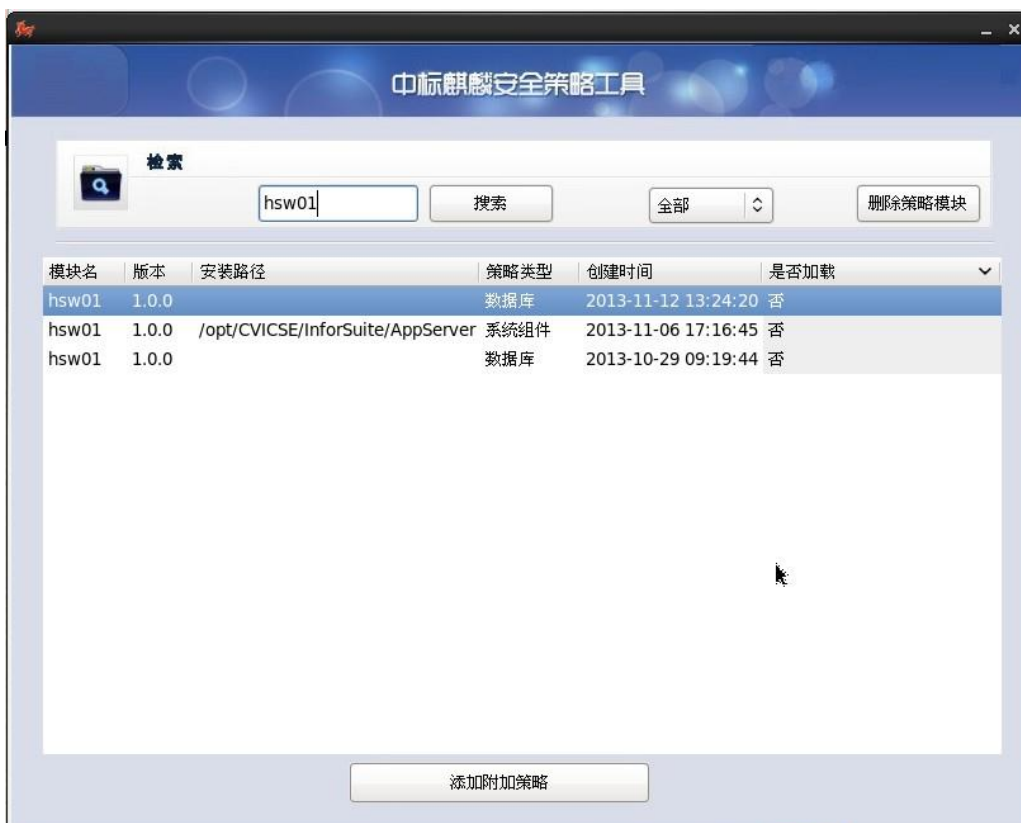 中标麒麟安全策略工具
检索
hsw01 搜索 全部 删除策略模块
模块名 版本 安装路径 策略类型 创建时间 是否加载
hsw01 1.0.0 数据库 2013-11-12 13:24:20 否
hsw01 1.0.0 /opt/CVICSE/InforSuite/AppServer 系统组件 2013-11-06 17:16:45 否
hsw01 1.0.0 数据库 2013-10-29 09:19:44 否
添加附加策略